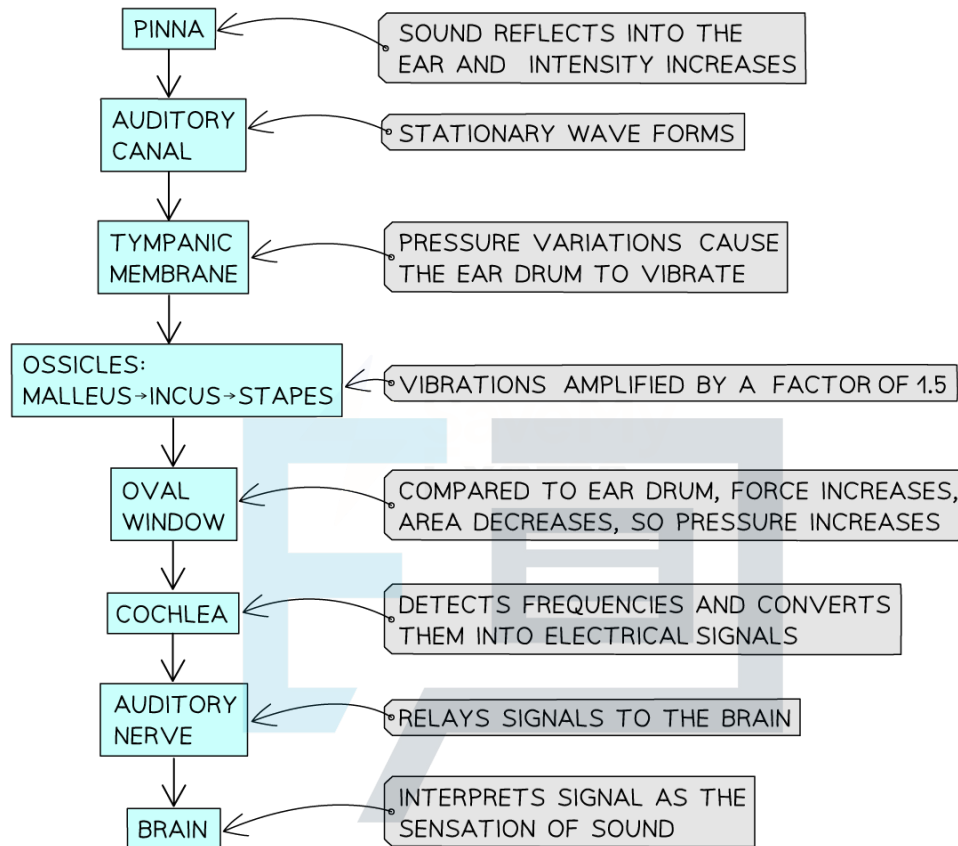 PINNA
SOUND REFLECTS INTO THE
EAR AND INTENSITY INCREASES
AUDITORY
CANAL
STATIONARY WAVE FORMS
TYMPANIC
MEMBRANE
PRESSURE VARIATIONS CAUSE
THE EAR DRUM TO VIBRATE
OSSICLES:
MALLEUS→INCUS→STAPES
VIBRATIONS AMPLIFIED BY A FACTOR OF 1.5
OVAL
WINDOW
COMPARED TO EAR DRUM, FORCE INCREASES,
AREA DECREASES, SO PRESSURE INCREASES
COCHLEA
DETECTS FREQUENCIES AND CONVERTS
THEM INTO ELECTRICAL SIGNALS
AUDITORY
NERVE
RELAYS SIGNALS TO THE BRAIN
BRAIN
INTERPRETS SIGNAL AS THE
SENSATION OF SOUND